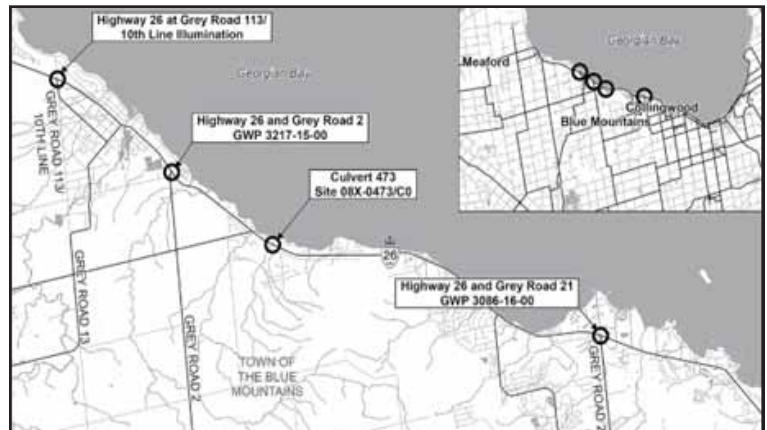 Highway 26 at Grey Road 113/
10th Line Illumination
Georgian Bay
Highway 26 and Grey Road 2
GWP 3217-15-00
Culvert 473
Site 08X-0473/C0
26
Highway 26 and Grey Road 21
GWP 3086-16-00
GREY ROAD 113/
10TH LINE
GREY ROAD 13
GREY ROAD 2
TOWN OF
THE BLUE
MOUNTAINS
GREY ROAD 2
Georgian Bay
Meaford
Collingwood
Blue Mountains